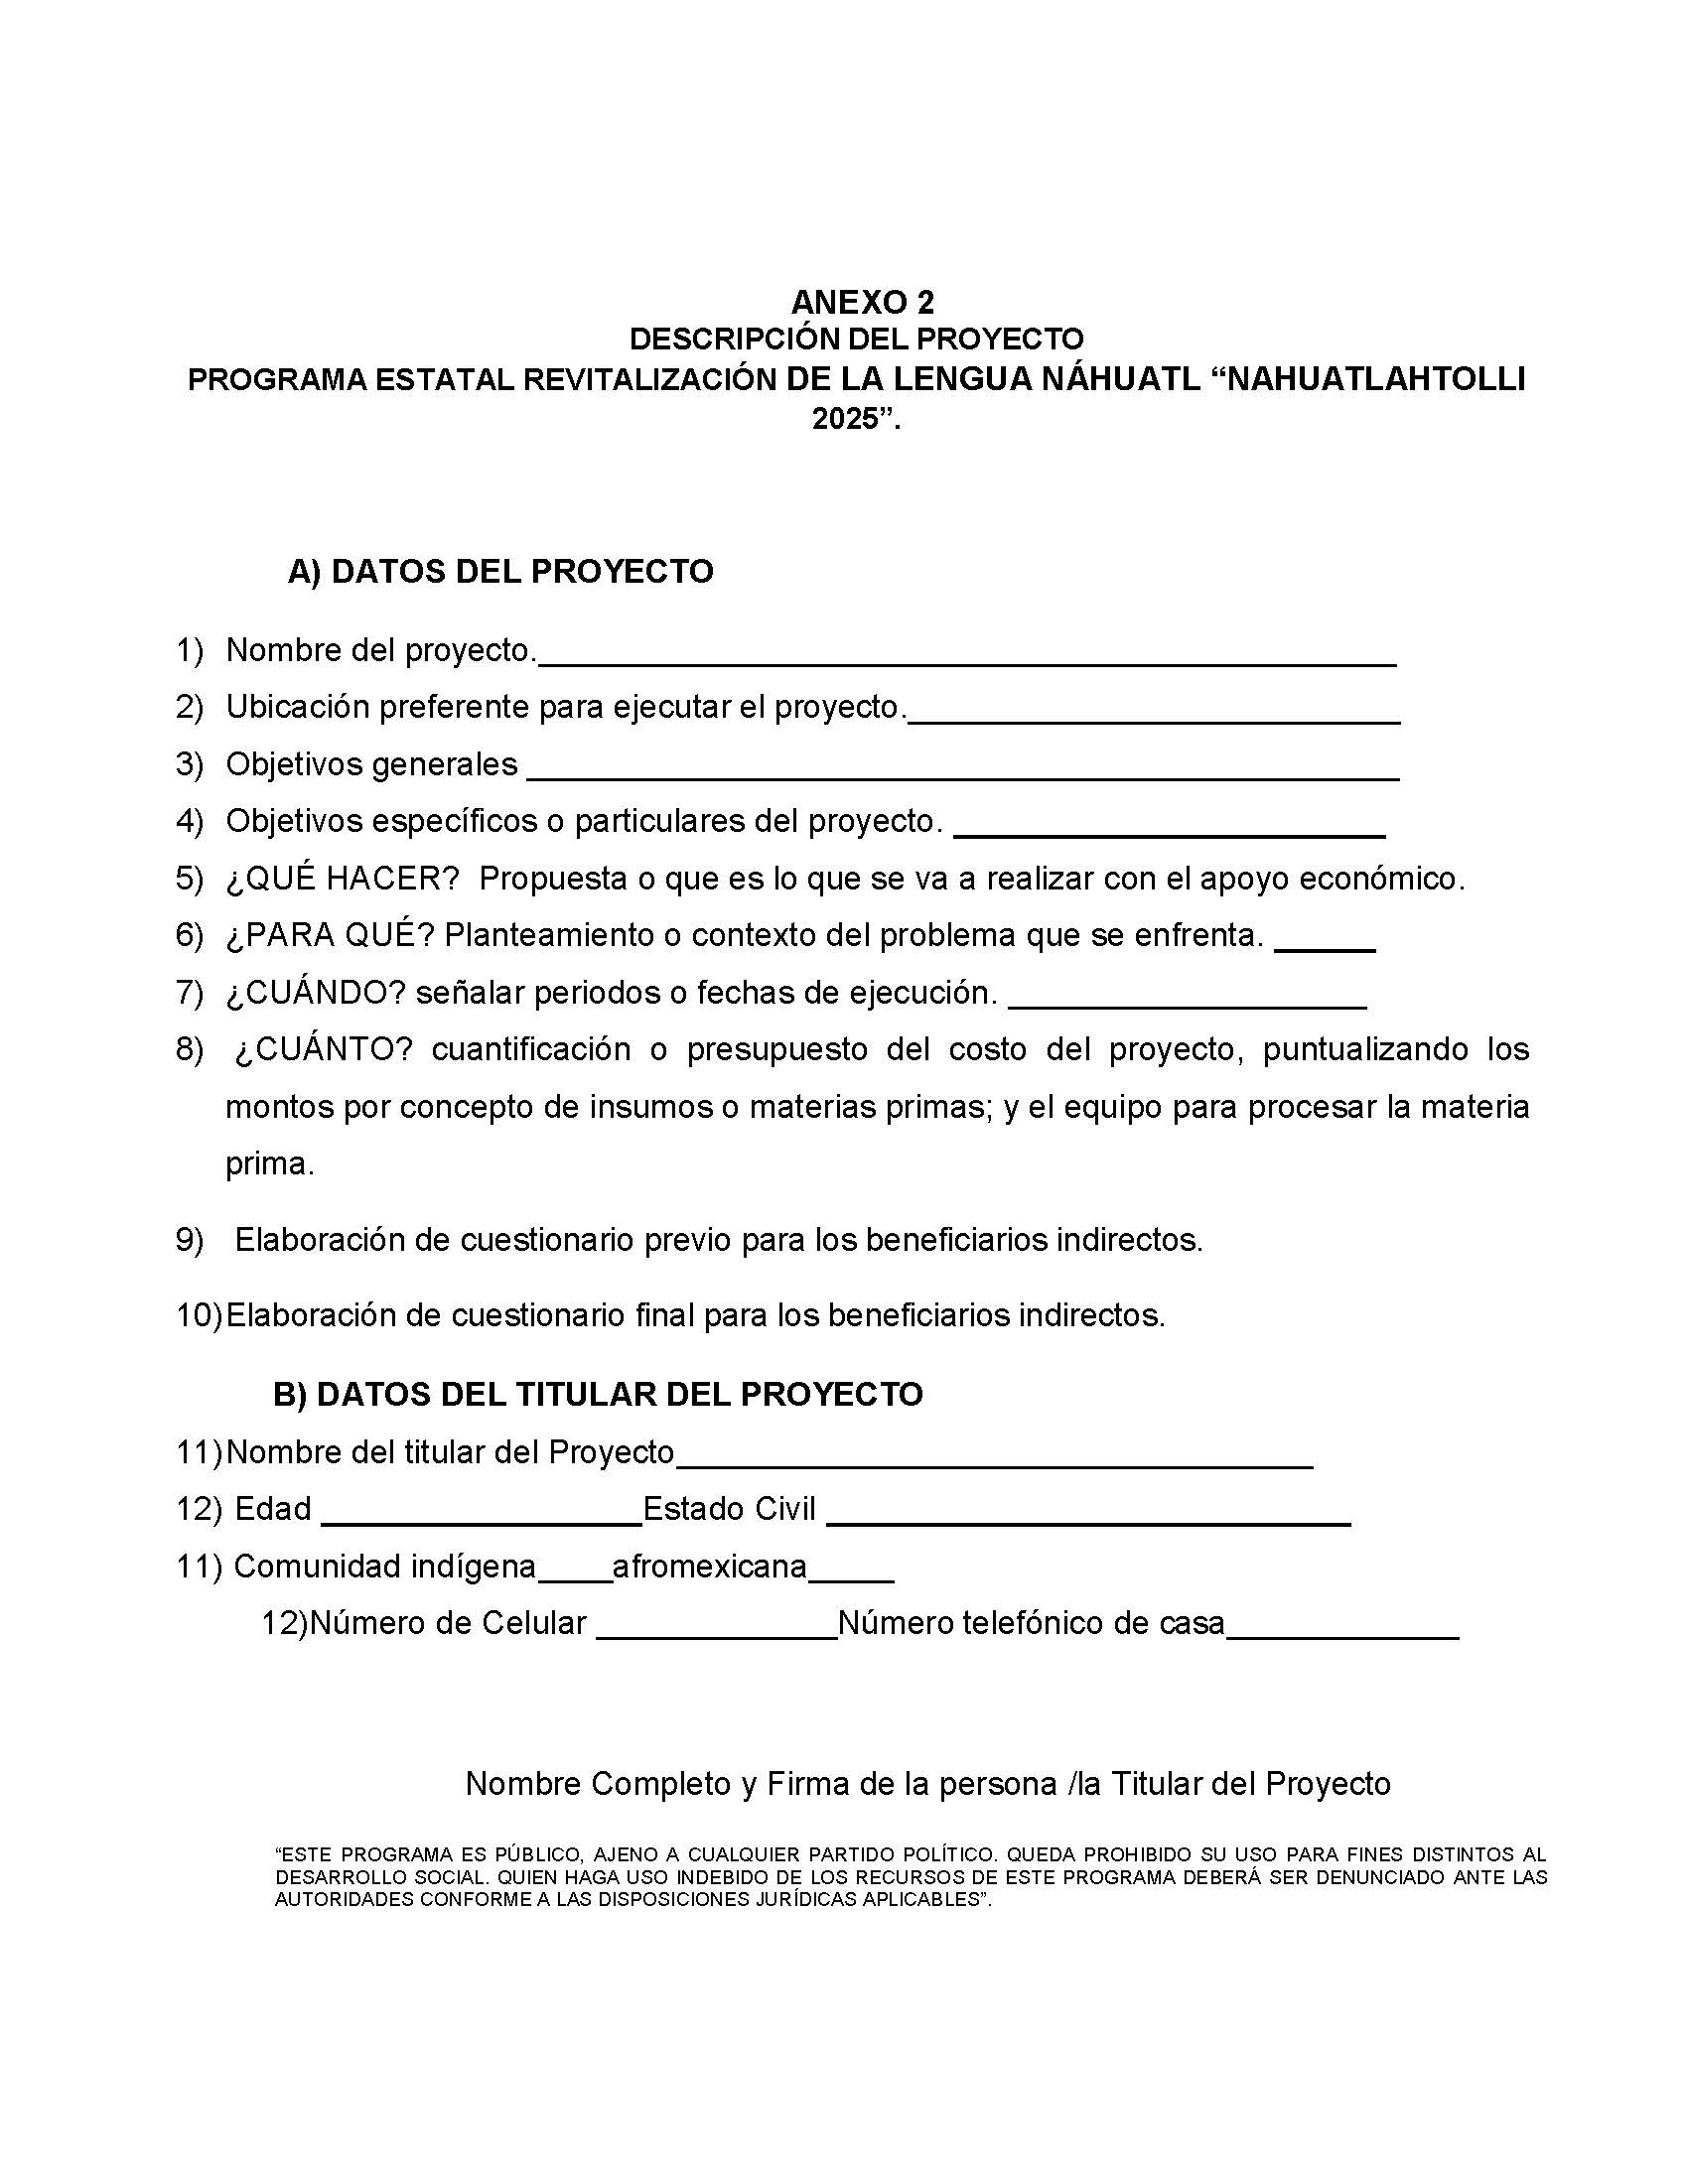 ANEXO 2
DESCRIPCIÓN DEL PROYECTO
PROGRAMA ESTATAL REVITALIZACIÓN DE LA LENGUA NÁHUATL “NAHUATLAHTOLLI
2025”.
A) DATOS DEL PROYECTO
1) Nombre del proyecto.
2) Ubicación preferente para ejecutar el proyecto.
3) Objetivos generales
4) Objetivos específicos o particulares del proyecto.
5) ¿QUÉ HACER? Propuesta o que es lo que se va a realizar con el apoyo económico.
6) ¿PARA QUÉ? Planteamiento o contexto del problema que se enfrenta.
7) ¿CUÁNDO? señalar periodos o fechas de ejecución.
8) ¿CUÁNTO? cuantificación o presupuesto del costo del proyecto, puntualizando los
montos por concepto de insumos o materias primas; y el equipo para procesar la materia
prima.
9) Elaboración de cuestionario previo para los beneficiarios indirectos.
10)Elaboración de cuestionario final para los beneficiarios indirectos.
B) DATOS DEL TITULAR DEL PROYECTO
11)Nombre del titular del Proyecto
12) Edad Estado Civil
11) Comunidad indígena____afromexicana
12)Número de Celular Número telefónico de casa
Nombre Completo y Firma de la persona /la Titular del Proyecto
“ESTE PROGRAMA ES PÚBLICO, AJENO A CUALQUIER PARTIDO POLÍTICO. QUEDA PROHIBIDO SU USO PARA FINES DISTINTOS AL
DESARROLLO SOCIAL. QUIEN HAGA USO INDEBIDO DE LOS RECURSOS DE ESTE PROGRAMA DEBERÁ SER DENUNCIADO ANTE LAS
AUTORIDADES CONFORME A LAS DISPOSICIONES JURÍDICAS APLICABLES”.